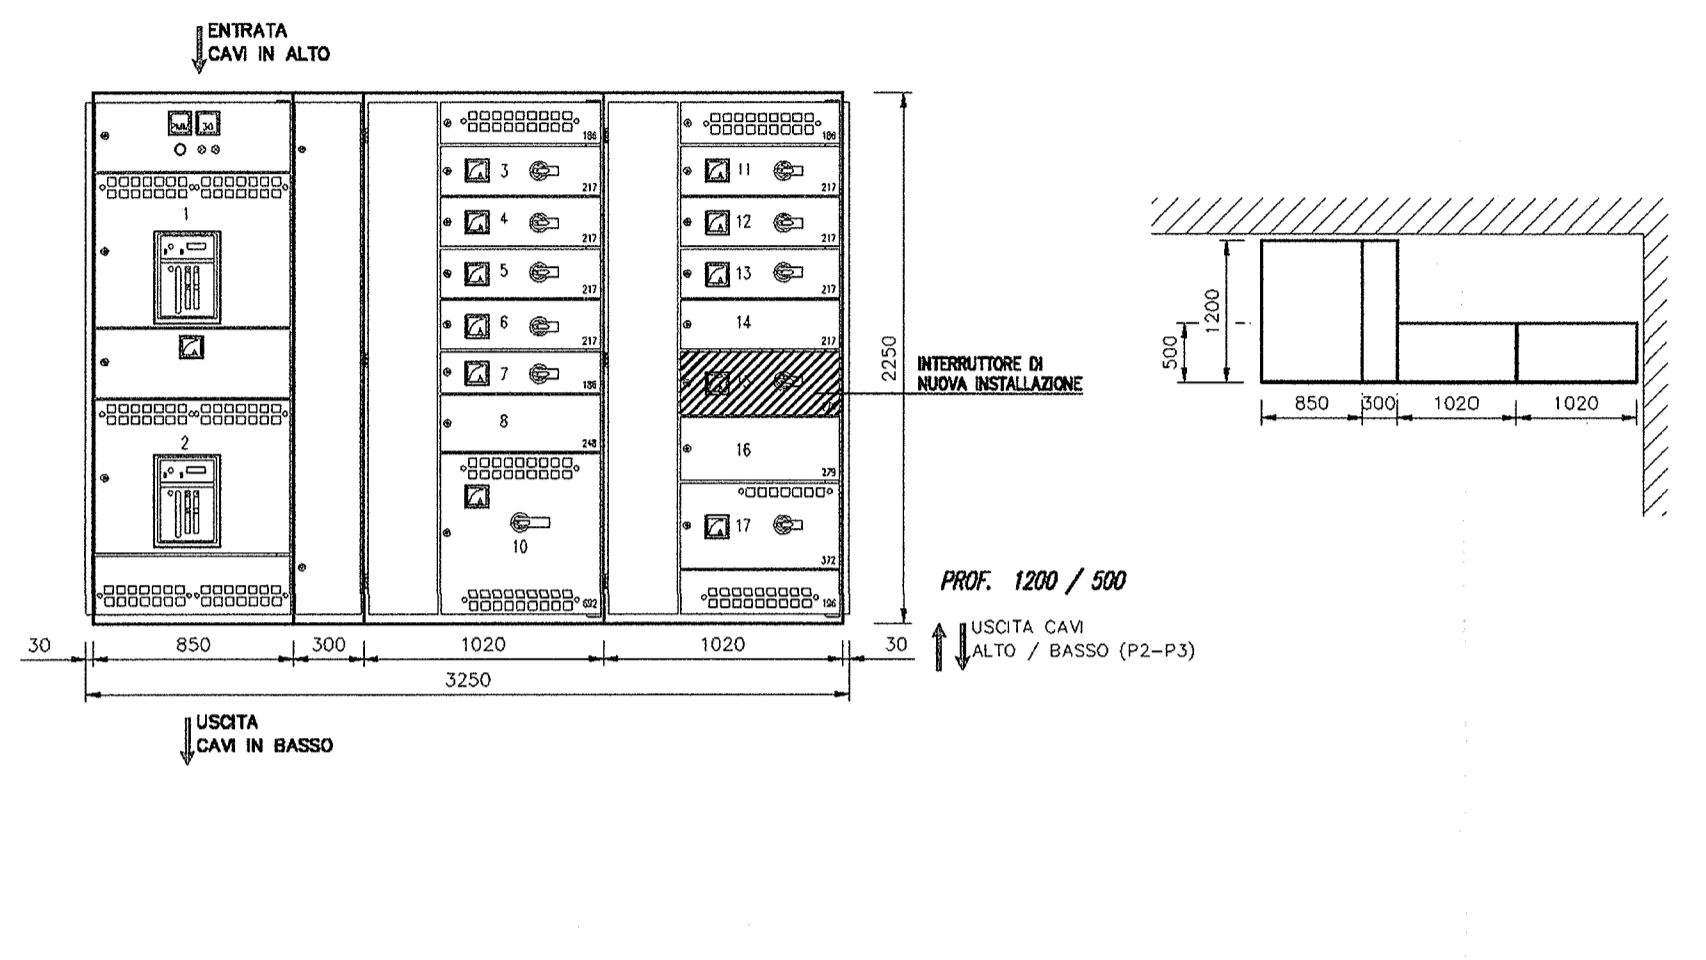 ENTRATA
CAVI IN ALTO
PMM 3G
1
2
186
3
217
4
217
5
217
6
217
7
186
8
248
10
692
186
11
217
12
217
13
217
14
217
16
279
17
372
196
2250
INTERRUTTORE DI
NUOVA INSTALLAZIONE
PROF. 1200 / 500
USCITA CAVI
ALTO / BASSO (P2-P3)
30 850 300 1020 1020 30
3250
USCITA
CAVI IN BASSO
1200
500
850 300 1020 1020